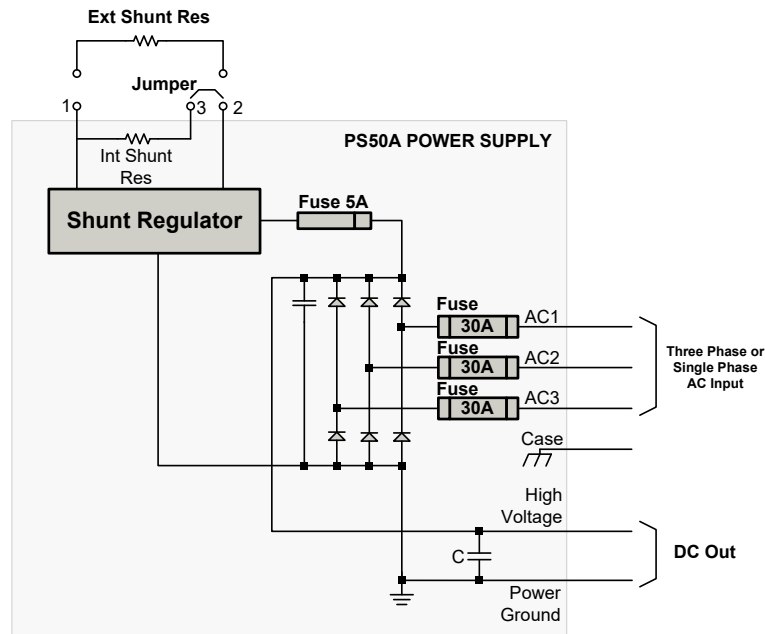 Ext Shunt Res
Jumper
1
3
2
Int Shunt
Res
PS50A POWER SUPPLY
Shunt Regulator
Fuse 5A
Fuse
30A
AC1
Fuse
30A
AC2
Fuse
30A
AC3
Three Phase or
Single Phase
AC Input
Case
High
Voltage
C
DC Out
Power
Ground